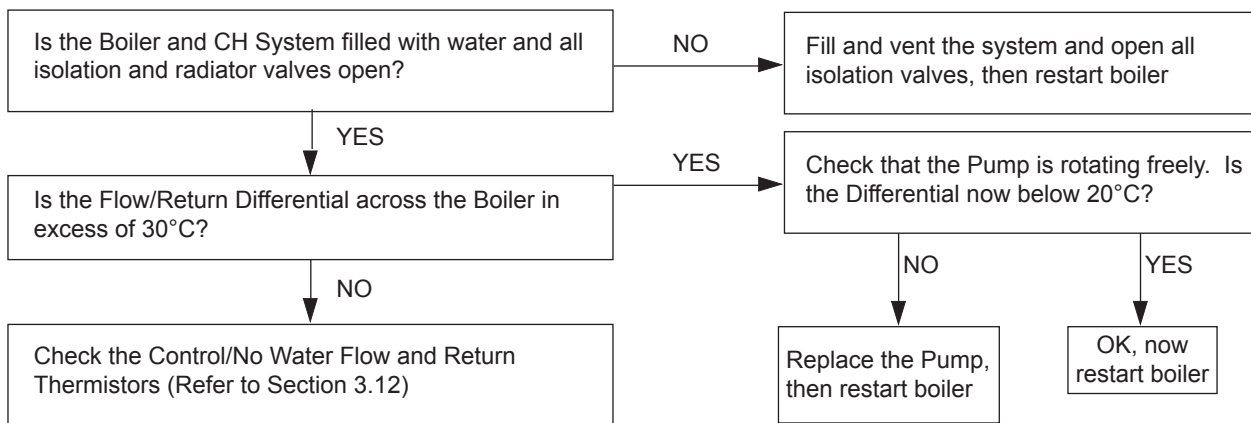 Is the Boiler and CH System filled with water and all
isolation and radiator valves open?
NO
Fill and vent the system and open all
isolation valves, then restart boiler
YES
Is the Flow/Return Differential across the Boiler in
excess of 30°C?
YES
Check that the Pump is rotating freely.  Is
the Differential now below 20°C?
NO
Check the Control/No Water Flow and Return
Thermistors (Refer to Section 3.12)
NO
Replace the Pump,
then restart boiler
YES
OK, now
restart boiler